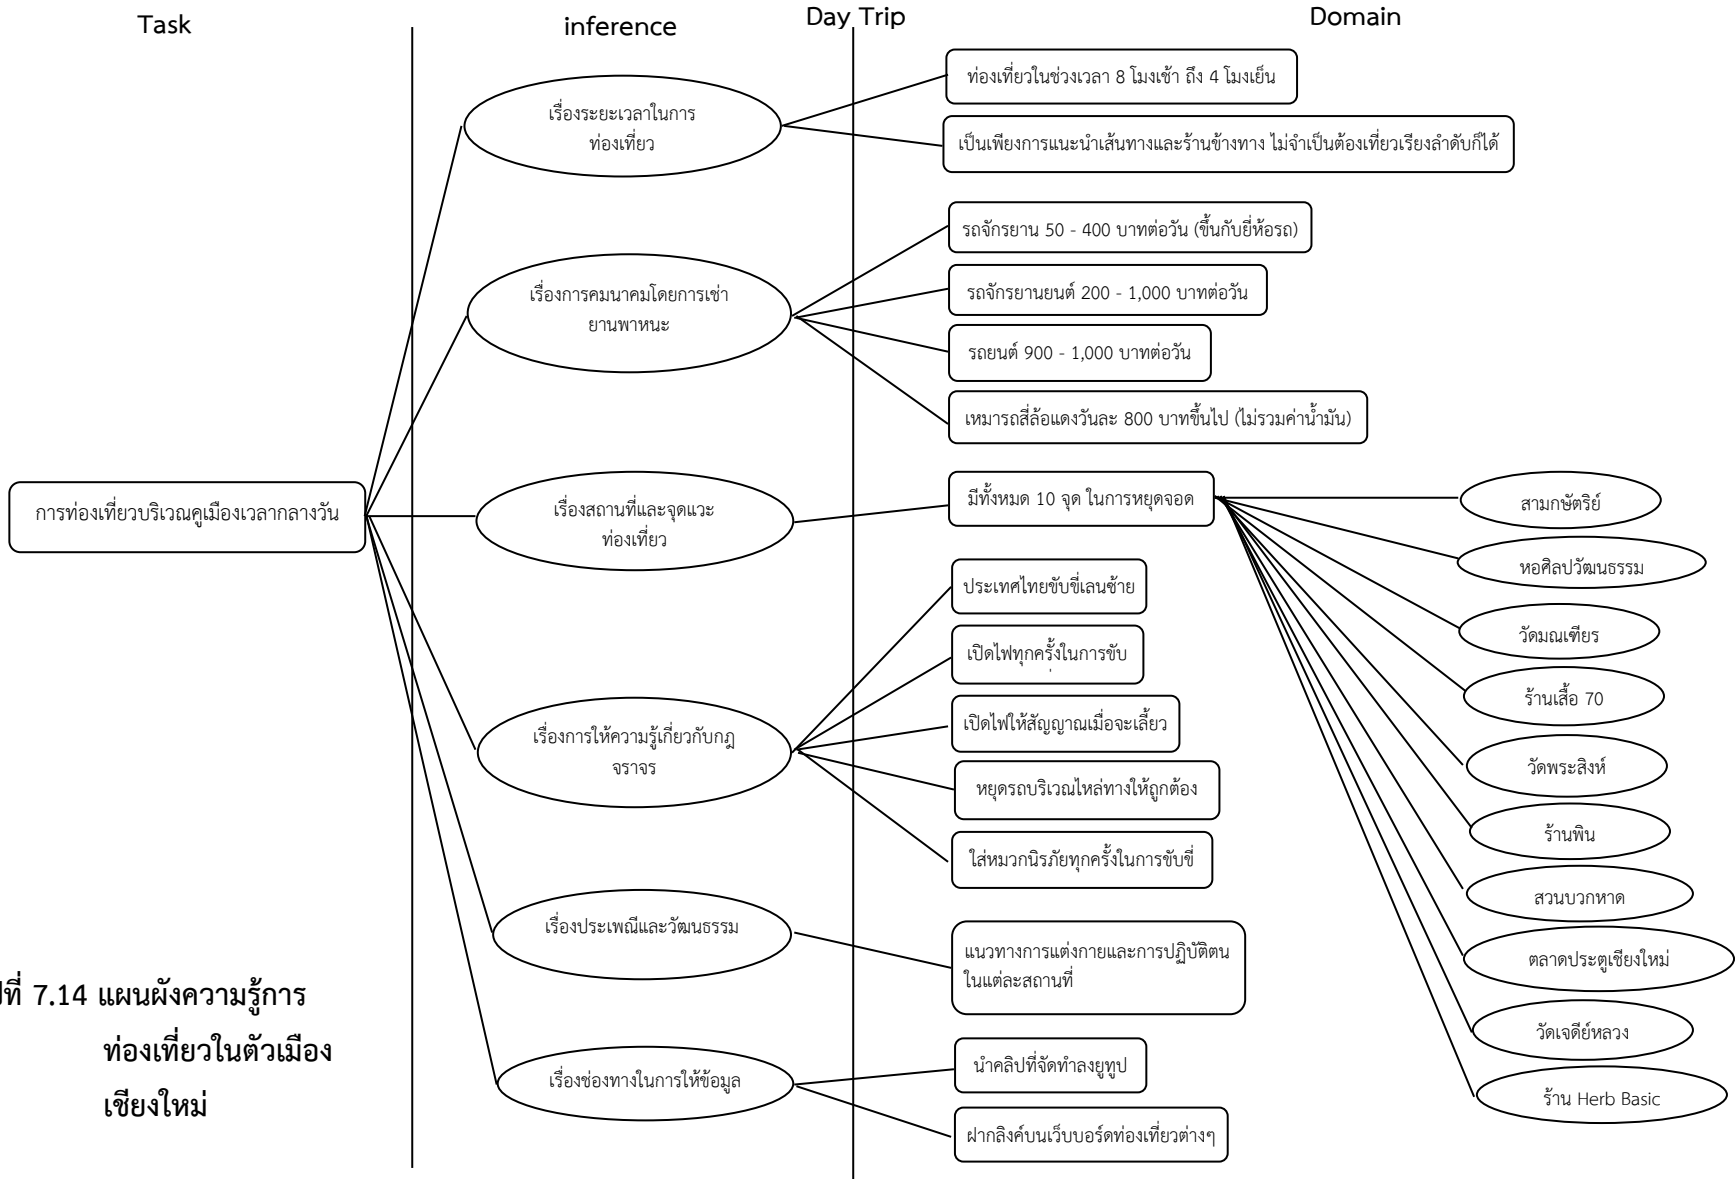 Day Trip
Task
inference
Domain
การท่องเที่ยวบริเวณคูเมืองเวลากลางวัน
เรื่องระยะเวลาในการ
ท่องเที่ยว
ท่องเที่ยวในช่วงเวลา 8 โมงเช้า ถึง 4 โมงเย็น
เป็นเพียงการแนะนำเส้นทางและร้านข้างทาง ไม่จำเป็นต้องเที่ยวเรียงลำดับก็ได้
เรื่องการคมนาคมโดยการเช่า
ยานพาหนะ
รถจักรยาน 50 - 400 บาทต่อวัน (ขึ้นกับยี่ห้อรถ)
รถจักรยานยนต์ 200 - 1,000 บาทต่อวัน
รถยนต์ 900 - 1,000 บาทต่อวัน
เหมารถสี่ล้อแดงวันละ 800 บาทขึ้นไป (ไม่รวมค่าน้ำมัน)
เรื่องสถานที่และจุดแวะ
ท่องเที่ยว
มีทั้งหมด 10 จุด ในการหยุดจอด
สามกษัตริย์
หอศิลปวัฒนธรรม
วัดมณเฑียร
ร้านเสื้อ 70
วัดพระสิงห์
ร้านพิน
สวนบวกหาด
ตลาดประตูเชียงใหม่
วัดเจดีย์หลวง
ร้าน Herb Basic
เรื่องการให้ความรู้เกี่ยวกับกฎ
จราจร
ประเทศไทยขับขี่เลนซ้าย
เปิดไฟทุกครั้งในการขับ
เปิดไฟให้สัญญาณเมื่อจะเลี้ยว
หยุดรถบริเวณไหล่ทางให้ถูกต้อง
ใส่หมวกนิรภัยทุกครั้งในการขับขี่
เรื่องประเพณีและวัฒนธรรม
แนวทางการแต่งกายและการปฏิบัติตน
ในแต่ละสถานที่
เรื่องช่องทางในการให้ข้อมูล
นำคลิปที่จัดทำลงยูทูป
ฝากลิงค์บนเว็บบอร์ดท่องเที่ยวต่างๆ
ที่ 7.14 แผนผังความรู้การ
ท่องเที่ยวในตัวเมือง
เชียงใหม่